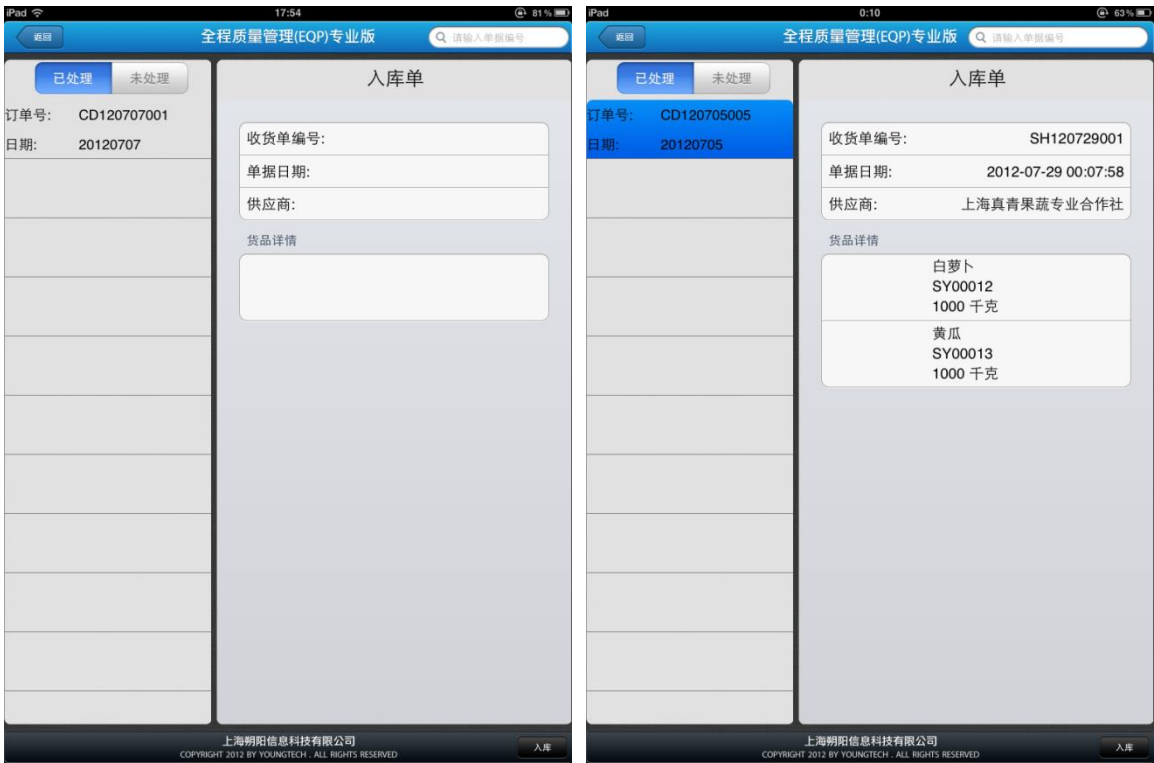 iPad 17:54 81%
返回 全程质量管理(EQP)专业版 请输入单据编号
已处理 未处理
订单号: CD120707001
日期: 20120707
入库单
收货单编号:
单据日期:
供应商:
货品详情
上海朔阳信息科技有限公司
COPYRIGHT 2012 BY YOUNGTECH . ALL RIGHTS RESERVED
入库
iPad 0:10 63%
返回 全程质量管理(EQP)专业版 请输入单据编号
已处理 未处理
订单号: CD120705005
日期: 20120705
入库单
收货单编号: SH120729001
单据日期: 2012-07-29 00:07:58
供应商: 上海真青果蔬专业合作社
货品详情
白萝卜
SY00012
1000 千克
黄瓜
SY00013
1000 千克
上海朔阳信息科技有限公司
COPYRIGHT 2012 BY YOUNGTECH . ALL RIGHTS RESERVED
入库